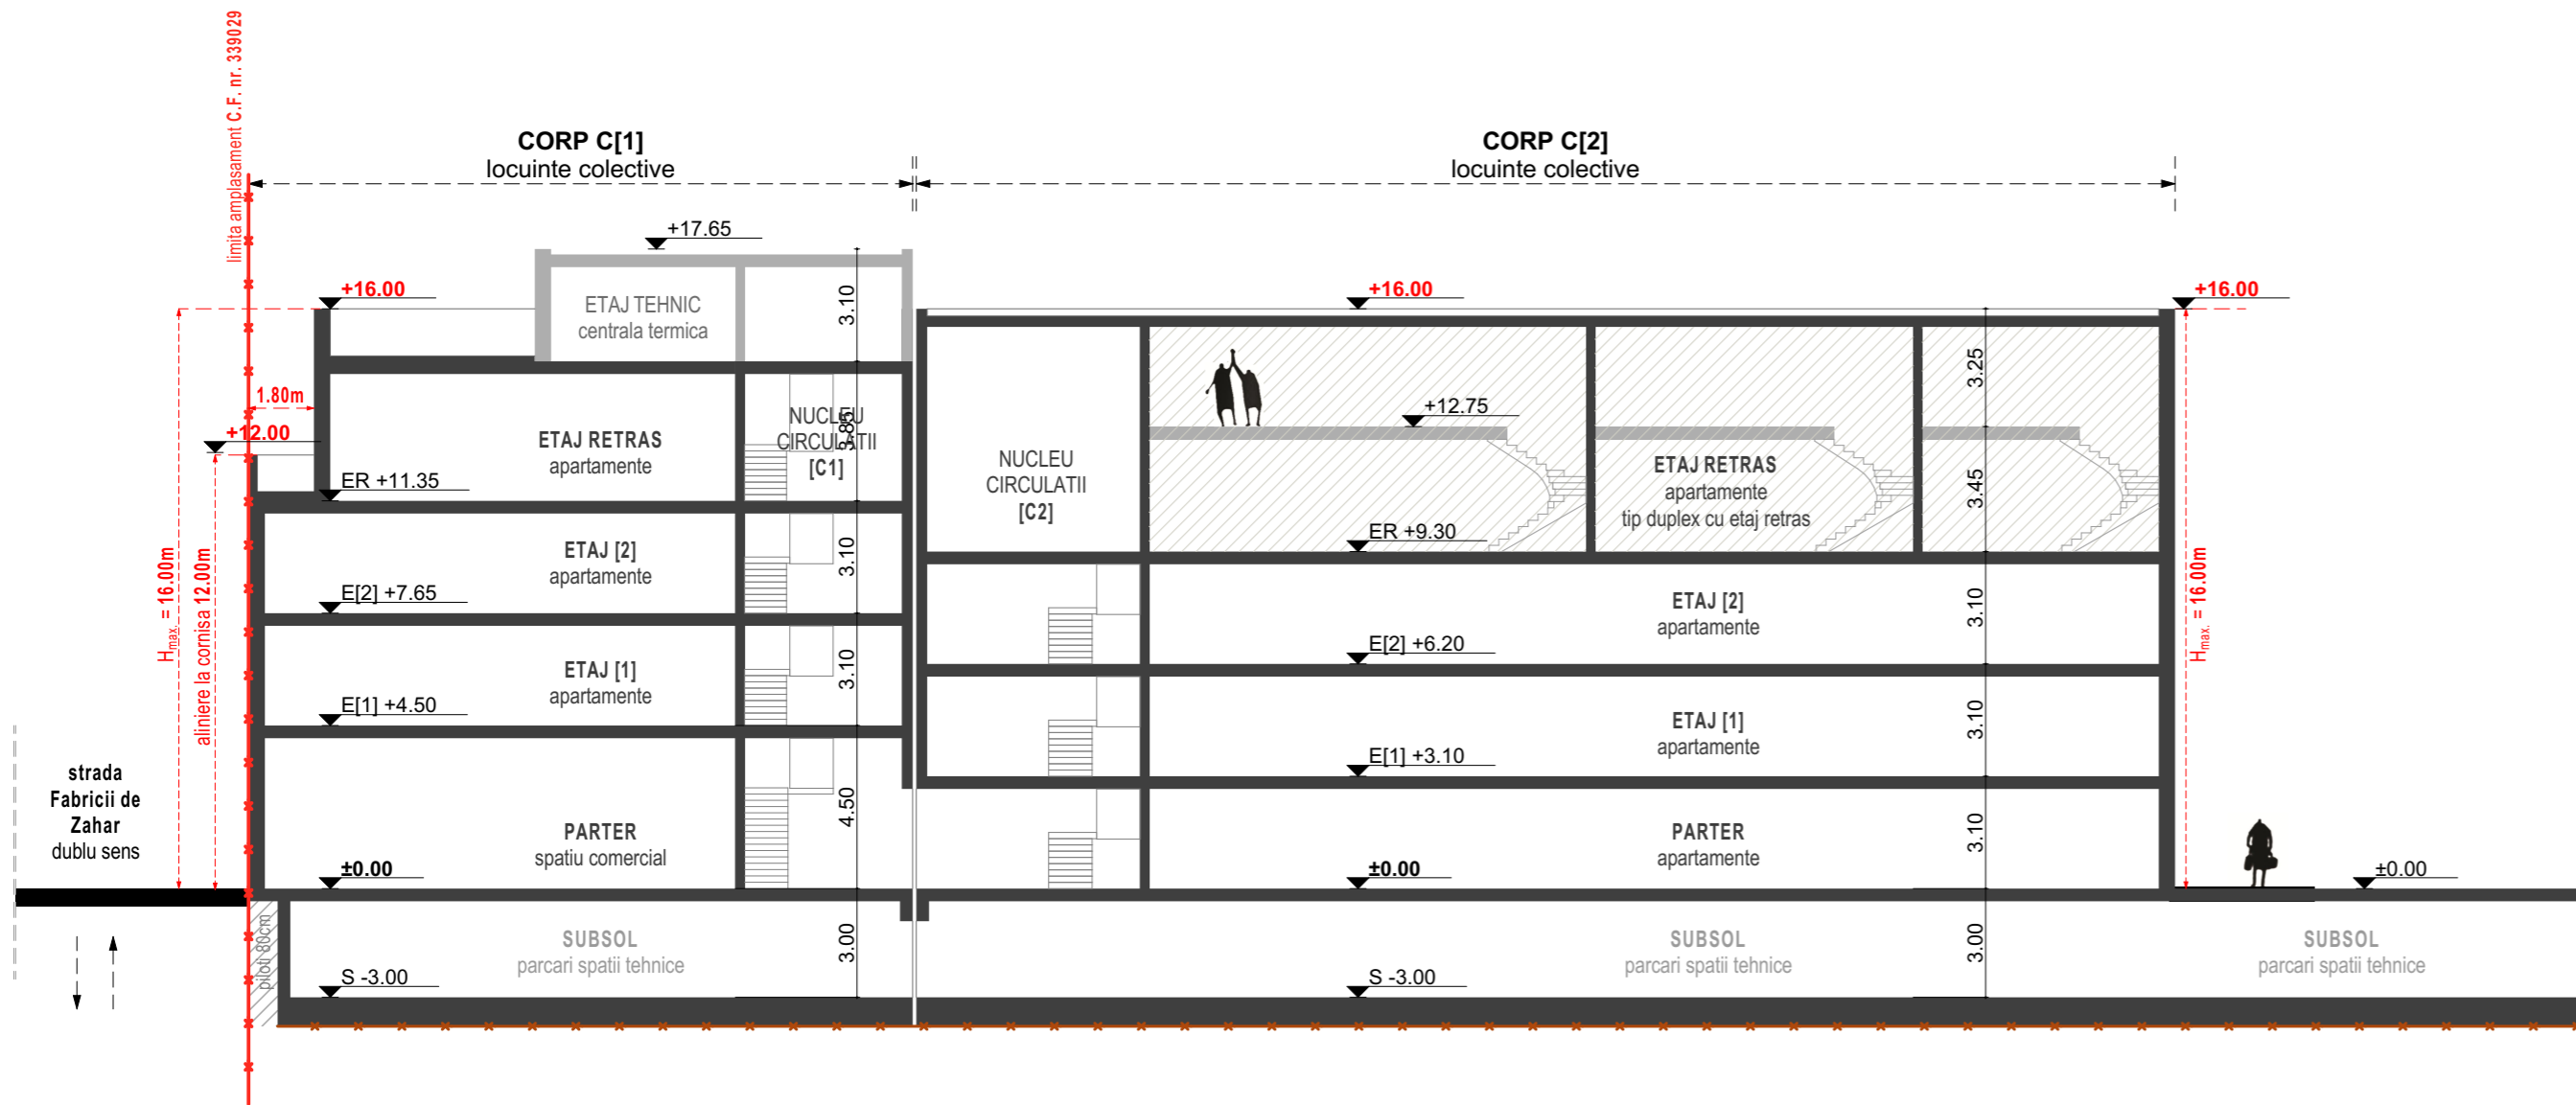 limita amplasament C.F. nr. 339029
CORP C[1]
locuinte colective
CORP C[2]
locuinte colective
+17.65
+16.00
ETAJ TEHNIC
centrala termica
3.10
+16.00
+16.00
1.80m
+12.00
ETAJ RETRAS
apartamente
NUCLEU
CIRCULATII
[C1]
3.85
ER +11.35
NUCLEU
CIRCULATII
[C2]
+12.75
3.25
ETAJ RETRAS
apartamente
tip duplex cu etaj retras
3.45
ER +9.30
Hmax. = 16.00m
aliniere la cornisa 12.00m
ETAJ [2]
apartamente
3.10
E[2] +7.65
ETAJ [1]
apartamente
3.10
E[1] +4.50
ETAJ [2]
apartamente
3.10
E[2] +6.20
ETAJ [1]
apartamente
3.10
E[1] +3.10
Hmax. = 16.00m
strada
Fabricii de
Zahar
dublu sens
PARTER
spatiu comercial
4.50
±0.00
PARTER
apartamente
3.10
±0.00
±0.00
piloti 80cm
SUBSOL
parcari spatii tehnice
3.00
S -3.00
SUBSOL
parcari spatii tehnice
3.00
S -3.00
SUBSOL
parcari spatii tehnice